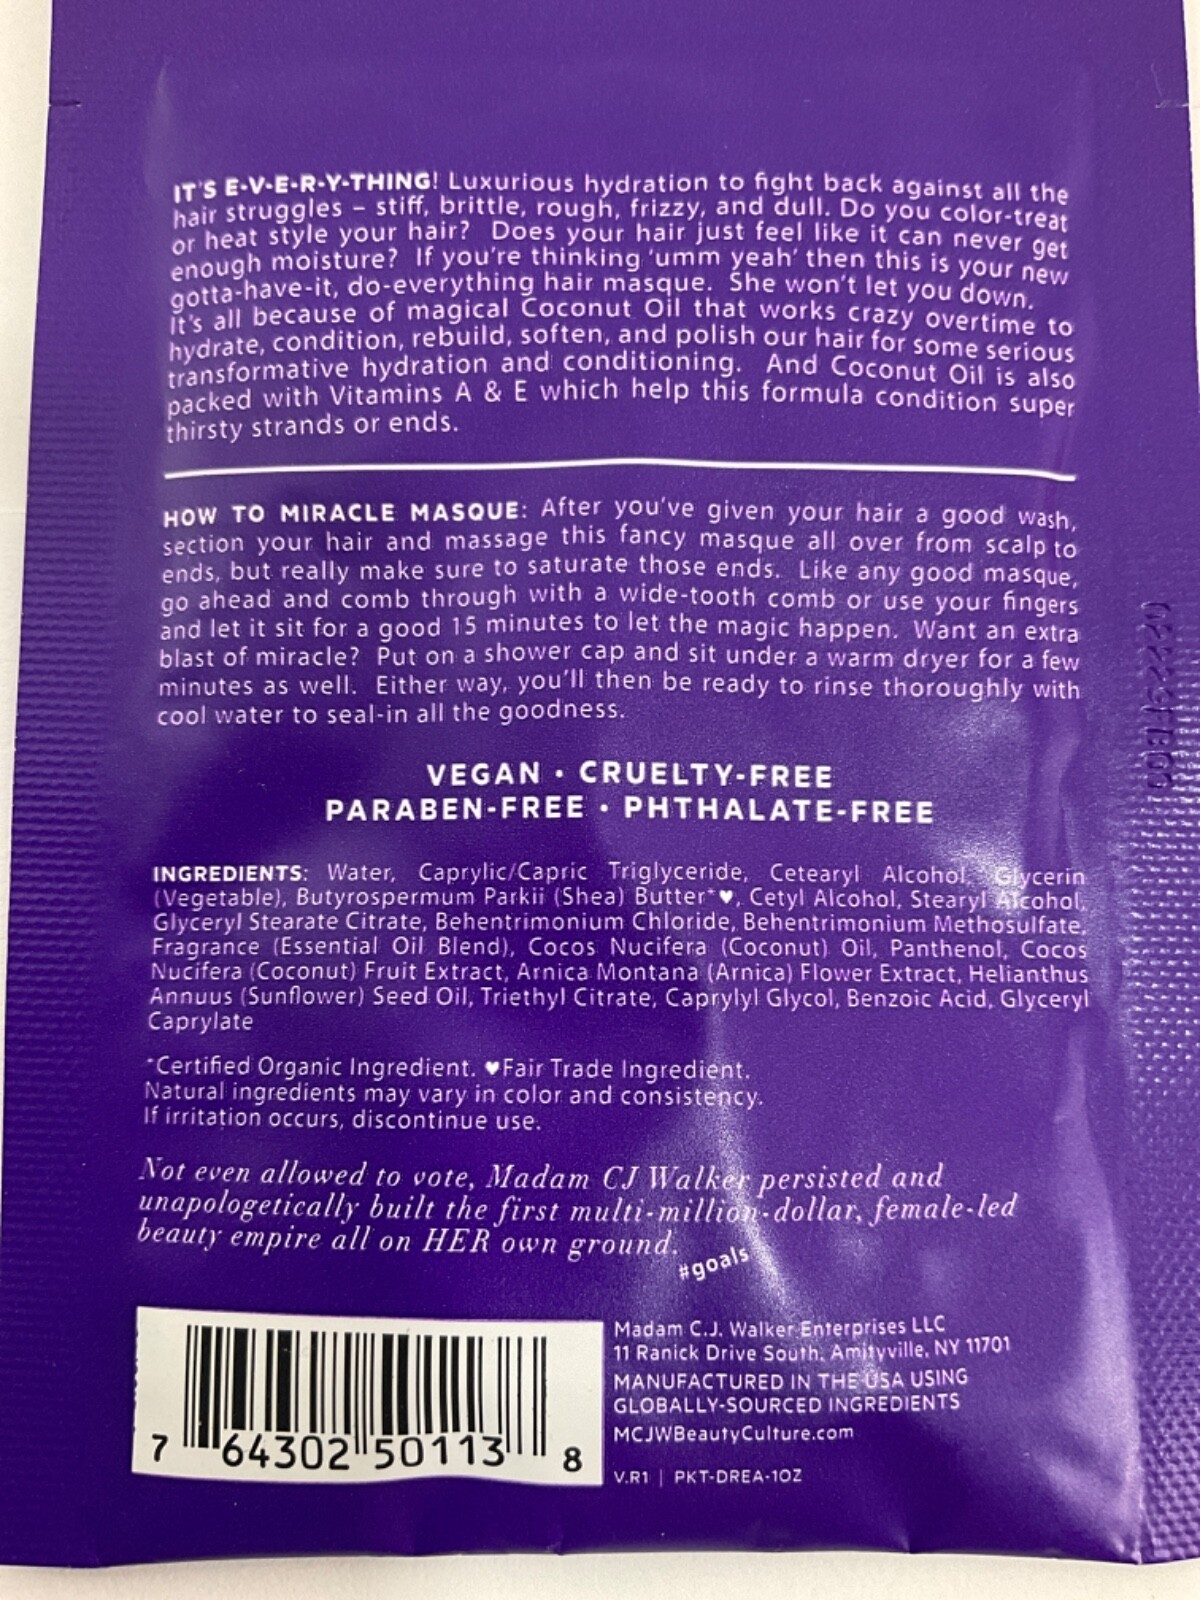 IT'S E-V-E-R-Y-THING! Luxurious hydration to fight back against all the
hair struggles – stiff, brittle, rough, frizzy, and dull. Do you color-treat
or heat style your hair? Does your hair just feel like it can never get
enough moisture? If you're thinking 'umm yeah' then this is your new
gotta-have-it, do-everything hair masque. She won't let you down.
It's all because of magical Coconut Oil that works crazy overtime to
hydrate, condition, rebuild, soften, and polish our hair for some serious
transformative hydration and conditioning. And Coconut Oil is also
packed with Vitamins A & E which help this formula condition super
thirsty strands or ends.
HOW TO MIRACLE MASQUE: After you've given your hair a good wash,
section your hair and massage this fancy masque all over from scalp to
ends, but really make sure to saturate those ends. Like any good masque,
go ahead and comb through with a wide-tooth comb or use your fingers
and let it sit for a good 15 minutes to let the magic happen. Want an extra
blast of miracle? Put on a shower cap and sit under a warm dryer for a few
minutes as well. Either way, you'll then be ready to rinse thoroughly with
cool water to seal-in all the goodness.
VEGAN • CRUELTY-FREE
PARABEN-FREE • PHTHALATE-FREE
INGREDIENTS: Water, Caprylic/Capric Triglyceride, Cetearyl Alcohol, Glycerin
(Vegetable), Butyrospermum Parkii (Shea) Butter*♥, Cetyl Alcohol, Stearyl Alcohol,
Glyceryl Stearate Citrate, Behentrimonium Chloride, Behentrimonium Methosulfate,
Fragrance (Essential Oil Blend), Cocos Nucifera (Coconut) Oil, Panthenol, Cocos
Nucifera (Coconut) Fruit Extract, Arnica Montana (Arnica) Flower Extract, Helianthus
Annuus (Sunflower) Seed Oil, Triethyl Citrate, Caprylyl Glycol, Benzoic Acid, Glyceryl
Caprylate
*Certified Organic Ingredient. ♥Fair Trade Ingredient.
Natural ingredients may vary in color and consistency.
If irritation occurs, discontinue use.
Not even allowed to vote, Madam CJ Walker persisted and
unapologetically built the first multi-million-dollar, female-led
beauty empire all on HER own ground.
#goals
Madam C.J. Walker Enterprises LLC
11 Ranick Drive South, Amityville, NY 11701
MANUFACTURED IN THE USA USING
GLOBALLY-SOURCED INGREDIENTS
MCJWBeautyCulture.com
V.R1 | PKT-DREA-1OZ
7 64302 50113 8